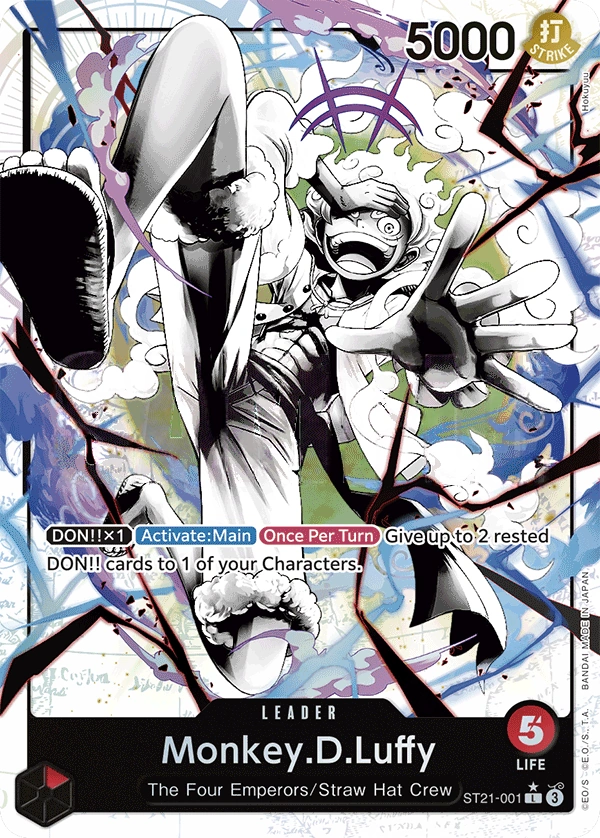 5000
打
STRIKE
Hokuyuu
DON!!×1 Activate:Main Once Per Turn Give up to 2 rested
DON!! cards to 1 of your Characters.
BANDAI MADE IN JAPAN
©EO/S ©E.O./S., T.A.
LEADER
Monkey.D.Luffy
5
LIFE
The Four Emperors/Straw Hat Crew
ST21-001 L 3